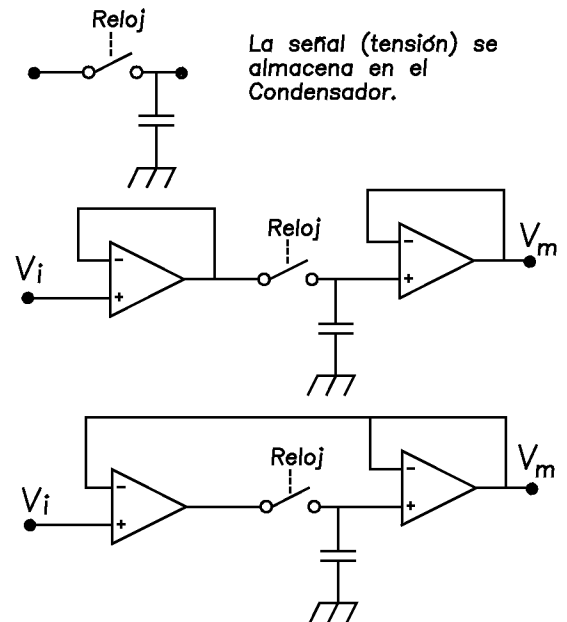 Reloj
La señal (tensión) se
almacena en el
Condensador.
Reloj
Vi
-
+
-
+
Vm
Reloj
Vi
-
+
-
+
Vm